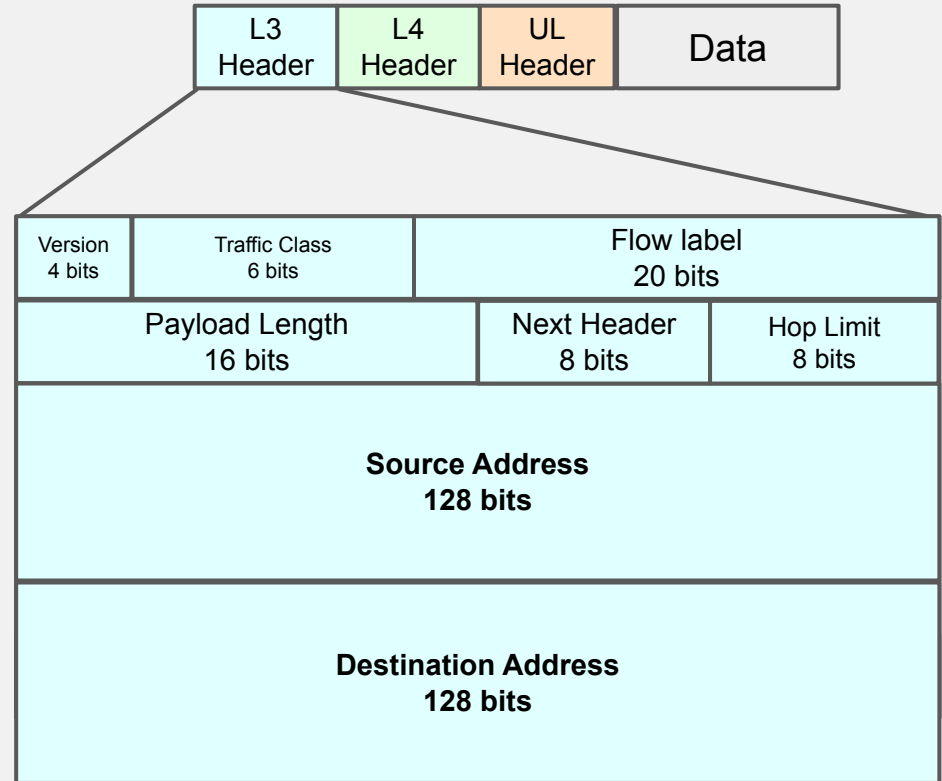 L3
Header
L4
Header
UL
Header
Data
Version
4 bits
Traffic Class
6 bits
Flow label
20 bits
Payload Length
16 bits
Next Header
8 bits
Hop Limit
8 bits
Source Address
128 bits
Destination Address
128 bits